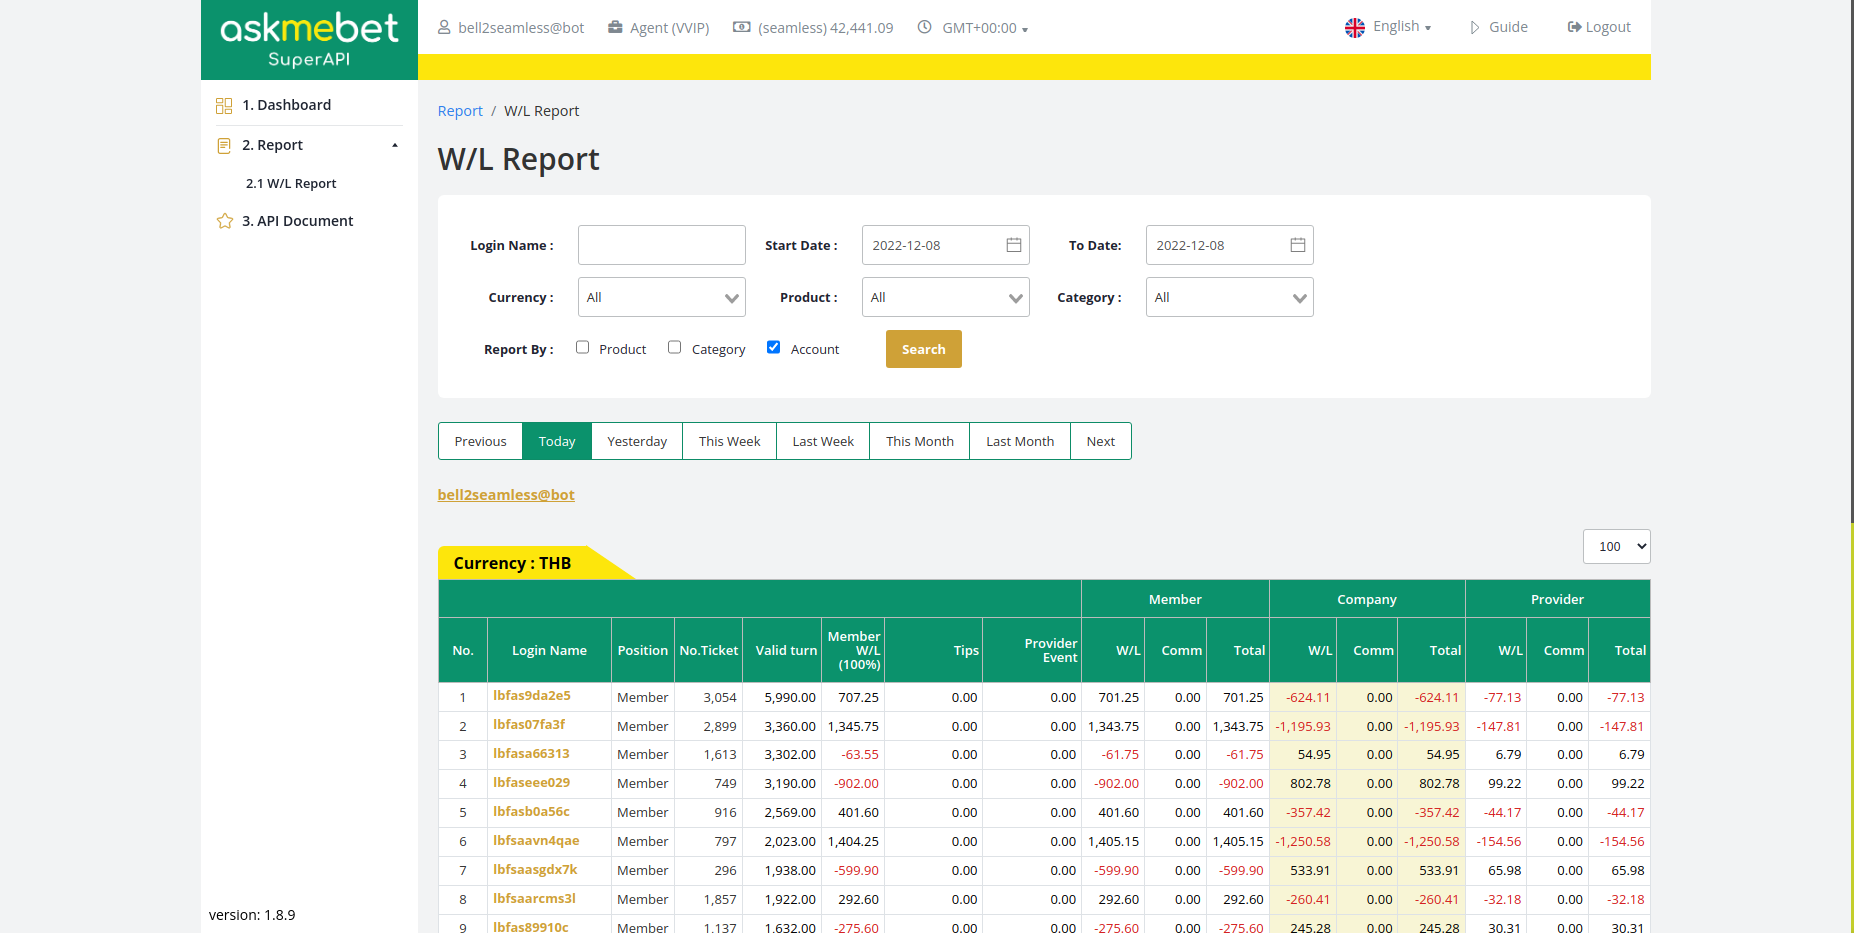 askmebet
SuperAPI
bell2seamless@bot Agent (VVIP) (seamless) 42,441.09 GMT+00:00 English Guide Logout
1. Dashboard
2. Report
2.1 W/L Report
3. API Document
version: 1.8.9
Report / W/L Report
W/L Report
Login Name : Start Date : 2022-12-08 To Date: 2022-12-08
Currency : All Product : All Category : All
Report By : Product Category Account Search
Previous Today Yesterday This Week Last Week This Month Last Month Next
bell2seamless@bot
100
Currency : THB
Member Company Provider
No. Login Name Position No.Ticket Valid turn Member W/L (100%) Tips Provider Event W/L Comm Total W/L Comm Total W/L Comm Total
1 lbfas9da2e5 Member 3,054 5,990.00 707.25 0.00 0.00 701.25 0.00 701.25 -624.11 0.00 -624.11 -77.13 0.00 -77.13
2 lbfas07fa3f Member 2,899 3,360.00 1,345.75 0.00 0.00 1,343.75 0.00 1,343.75 -1,195.93 0.00 -1,195.93 -147.81 0.00 -147.81
3 lbfasa66313 Member 1,613 3,302.00 -63.55 0.00 0.00 -61.75 0.00 -61.75 54.95 0.00 54.95 6.79 0.00 6.79
4 lbfaseee029 Member 749 3,190.00 -902.00 0.00 0.00 -902.00 0.00 -902.00 802.78 0.00 802.78 99.22 0.00 99.22
5 lbfasb0a56c Member 916 2,569.00 401.60 0.00 0.00 401.60 0.00 401.60 -357.42 0.00 -357.42 -44.17 0.00 -44.17
6 lbfsaavn4qae Member 797 2,023.00 1,404.25 0.00 0.00 1,405.15 0.00 1,405.15 -1,250.58 0.00 -1,250.58 -154.56 0.00 -154.56
7 lbfsaasgdx7k Member 296 1,938.00 -599.90 0.00 0.00 -599.90 0.00 -599.90 533.91 0.00 533.91 65.98 0.00 65.98
8 lbfsaarcms3l Member 1,857 1,922.00 292.60 0.00 0.00 292.60 0.00 292.60 -260.41 0.00 -260.41 -32.18 0.00 -32.18
9 lbfas89910c Member 1,137 1,632.00 -275.60 0.00 0.00 -275.60 0.00 -275.60 245.28 0.00 245.28 30.31 0.00 30.31